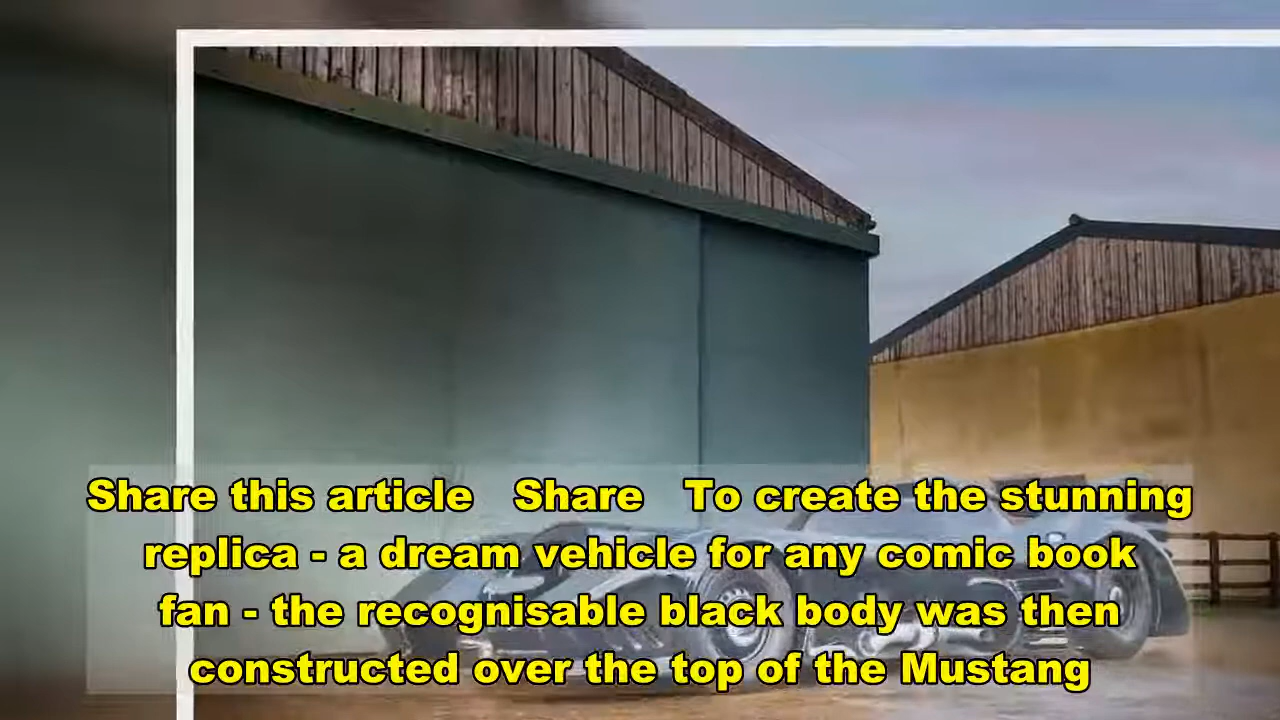 Share this article   Share   To create the stunning
replica - a dream vehicle for any comic book
fan - the recognisable black body was then
constructed over the top of the Mustang